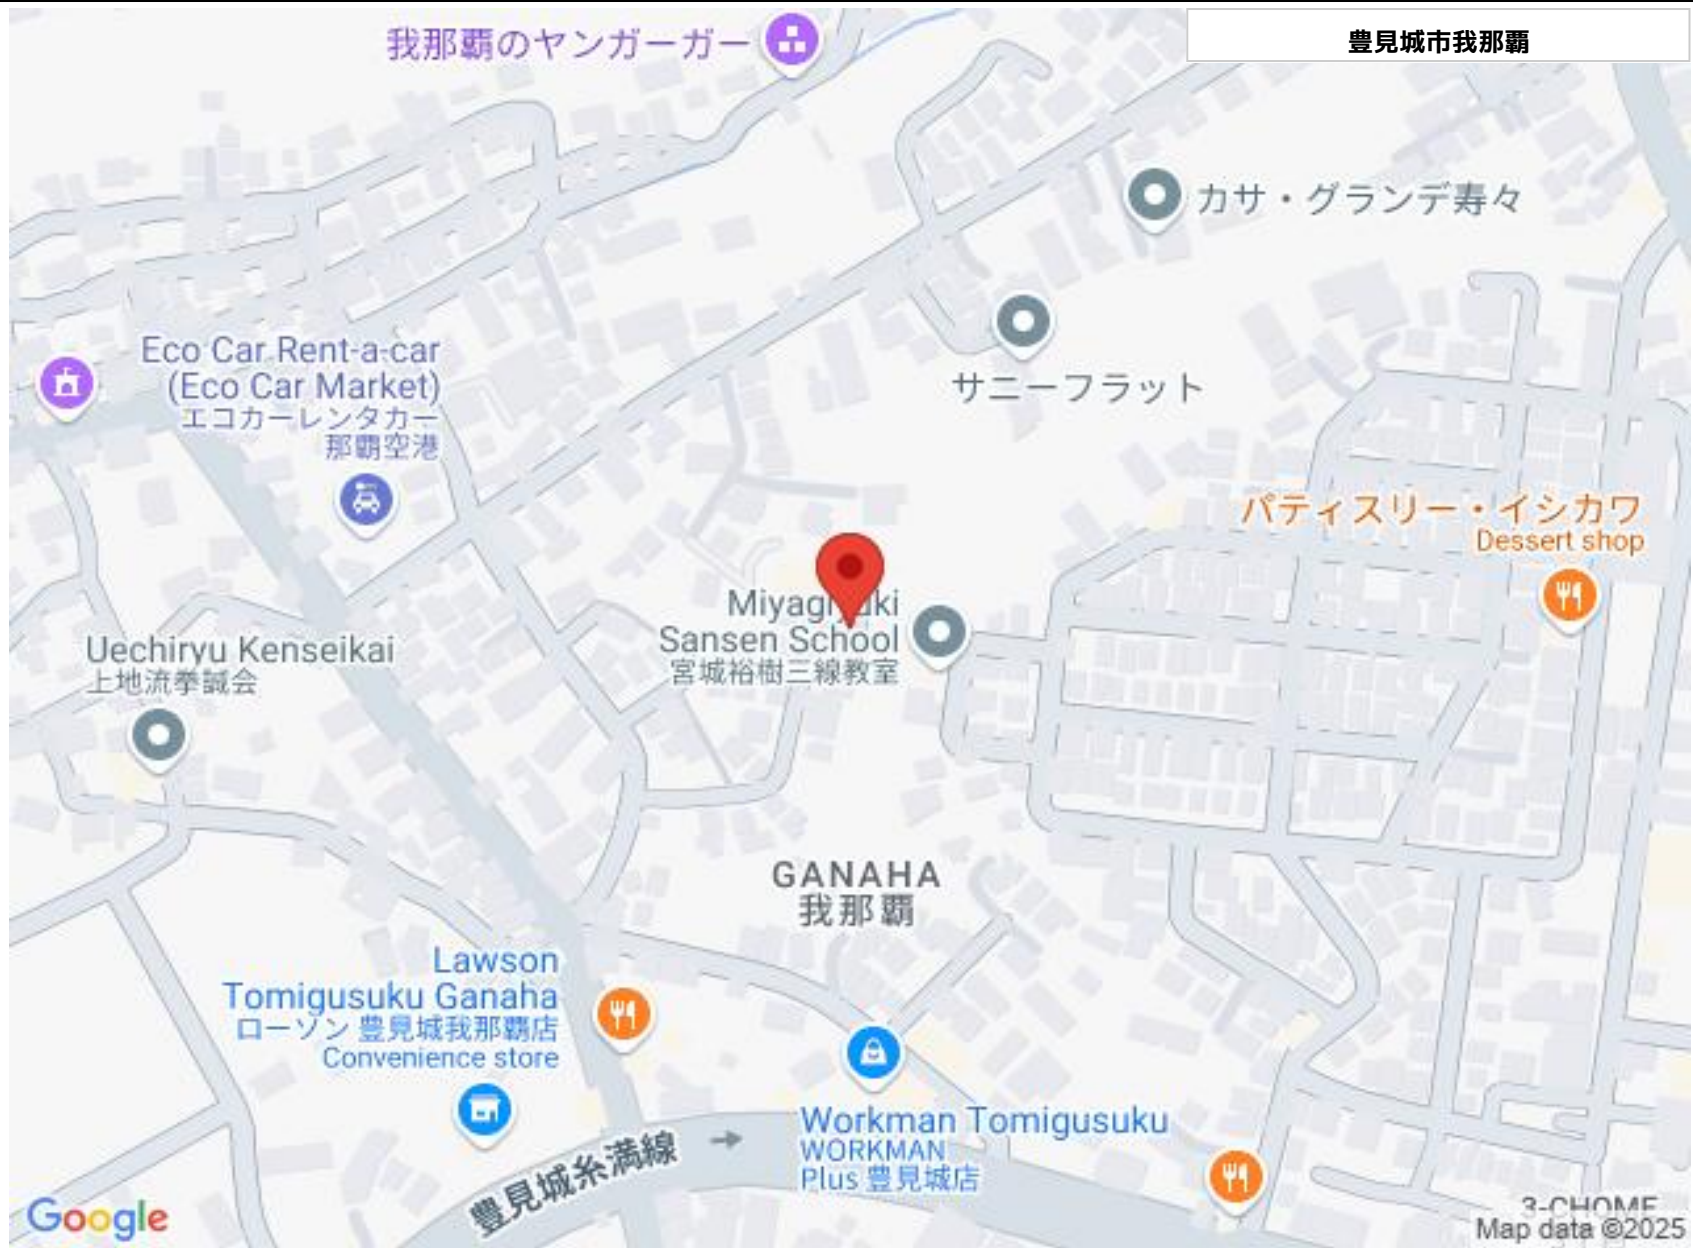 我那覇のヤンガーガー
豊見城市我那覇
カサ・グランデ寿々
Eco Car Rent-a-car
(Eco Car Market)
エコカーレンタカー
那覇空港
サニーフラット
パティスリー・イシカワ
Dessert shop
Miyagiyuki
Sansen School
宮城裕樹三線教室
Uechiryu Kenseikai
上地流拳誠会
GANAHA
我那覇
Lawson
Tomigusuku Ganaha
ローソン 豊見城我那覇店
Convenience store
Workman Tomigusuku
WORKMAN
Plus 豊見城店
豊見城糸満線
3-CHOME
Google
Map data ©2025